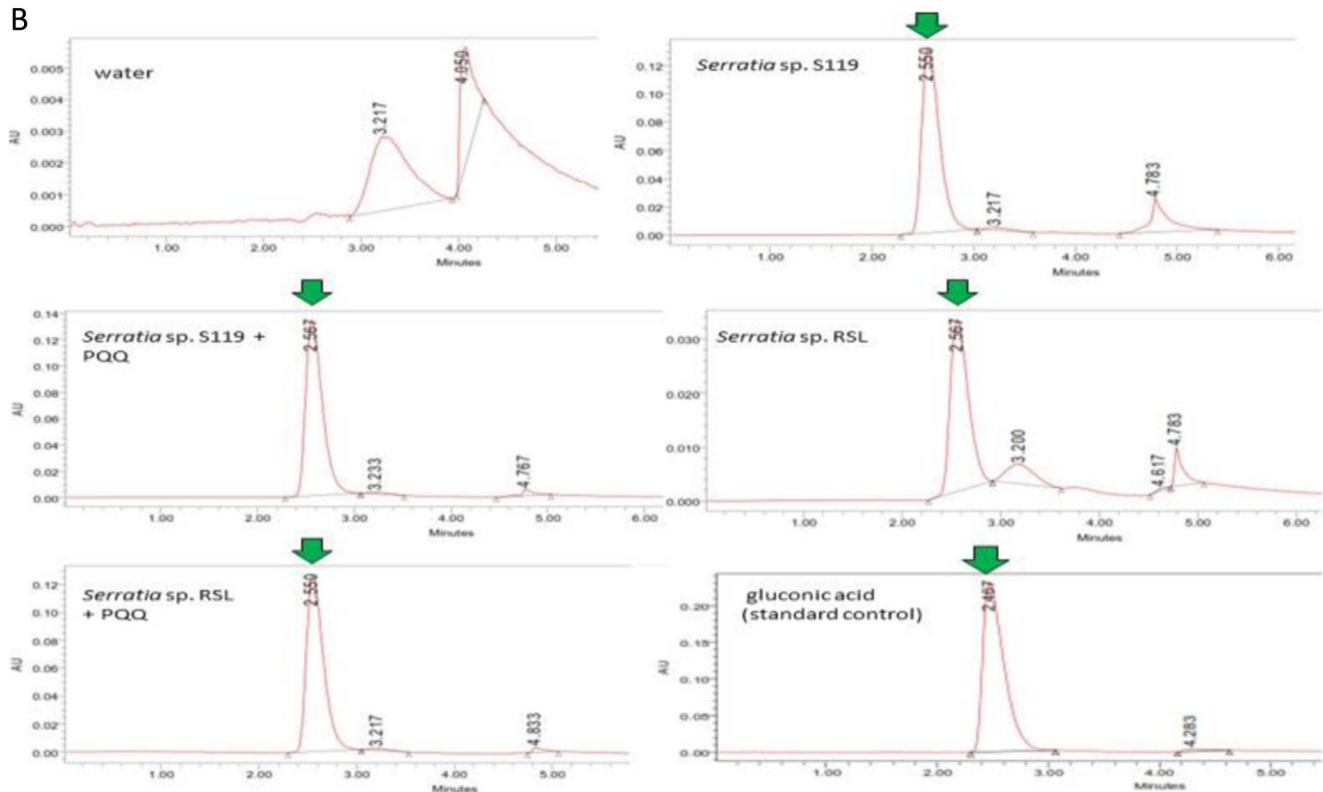 B
water
0.005
0.004
0.003
0.002
0.001
0.000
AU
3.217
4.050
1.00 2.00 3.00 4.00 5.00
Minutes
Serratia sp. S119
0.12
0.10
0.08
0.06
0.04
0.02
0.00
AU
2.550
3.217
4.783
1.00 2.00 3.00 4.00 5.00 6.00
Minutes
Serratia sp. S119 +
PQQ
0.14
0.12
0.10
0.08
0.06
0.04
0.02
0.00
AU
2.567
3.233
4.767
1.00 2.00 3.00 4.00 5.00 6.00
Minutes
Serratia sp. RSL
0.030
0.020
0.010
0.000
AU
2.567
3.200
4.617
4.783
1.00 2.00 3.00 4.00 5.00 6.00
Minutes
Serratia sp. RSL
+ PQQ
0.12
0.10
0.08
0.06
0.04
0.02
0.00
AU
2.550
3.217
4.833
1.00 2.00 3.00 4.00 5.00
Minutes
gluconic acid
(standard control)
0.20
0.15
0.10
0.05
0.00
AU
2.467
4.283
1.00 2.00 3.00 4.00 5.00
Minutes